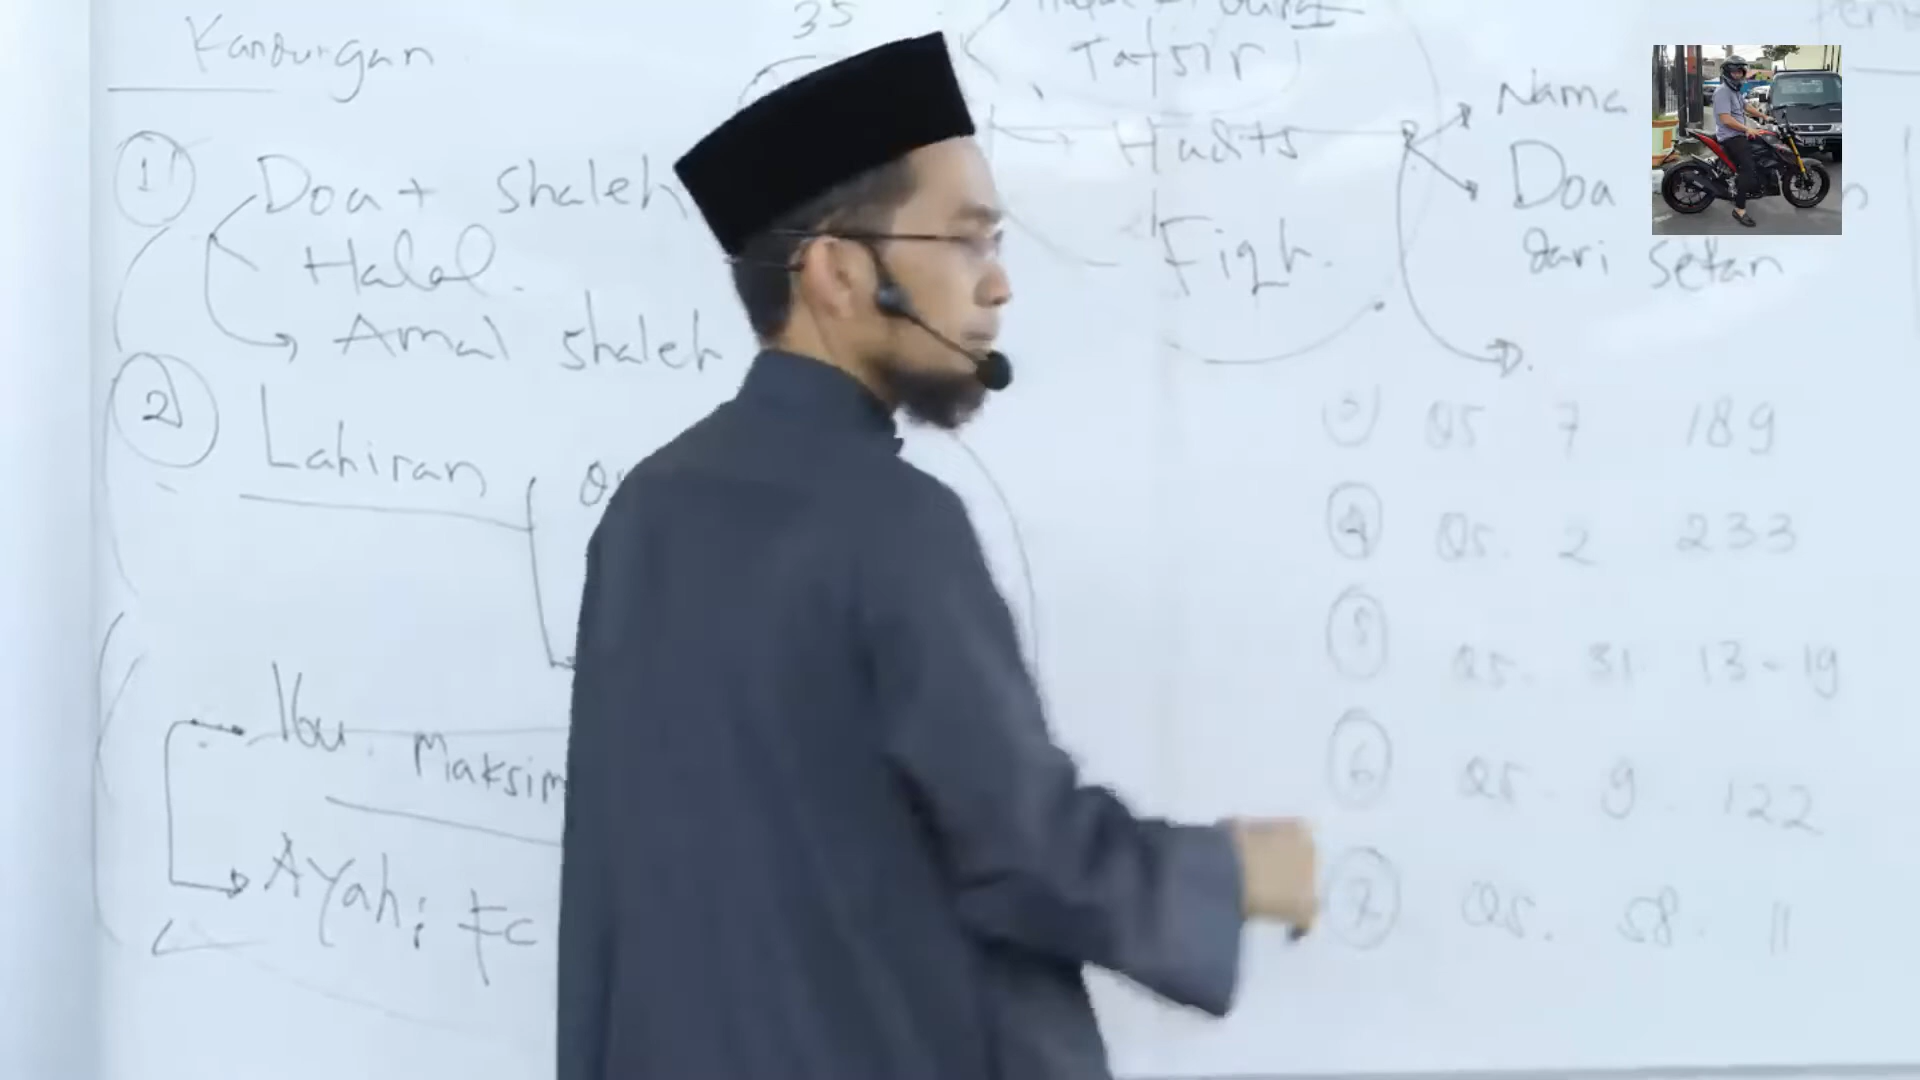 Kandungan
1
Doa + shaleh
Halal.
Amal shaleh
2
Lahiran
Ibu. Maksim
Ayah:
35
Tafsir
Hadits
Fiqh.
Nama
Doa
dari setan
D.
3 QS 7 189
4 QS. 2 233
5 QS. 31 13-19
6 QS. 9. 122
7 QS. 58. 11